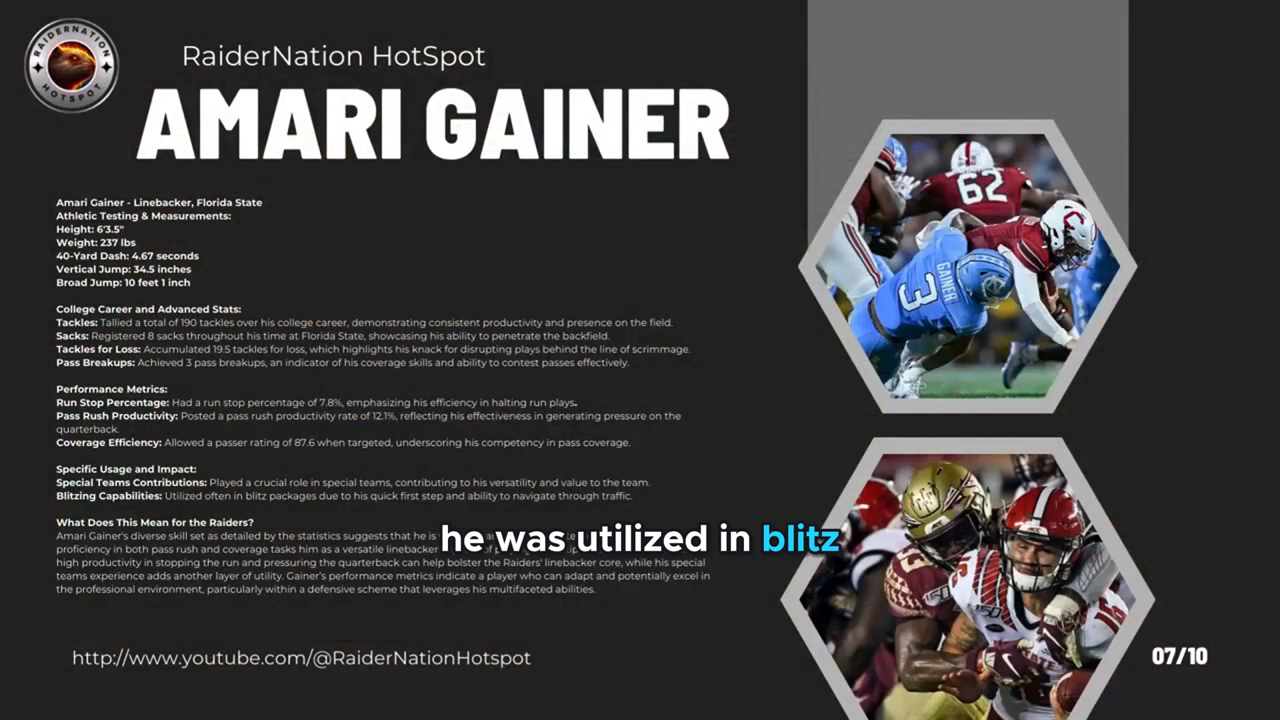 RAIDERNATION
HOTSPOT
RaiderNation HotSpot
AMARI GAINER
Amari Gainer - Linebacker, Florida State
Athletic Testing & Measurements:
Height: 6'3.5"
Weight: 237 lbs
40-Yard Dash: 4.67 seconds
Vertical Jump: 34.5 inches
Broad Jump: 10 feet 1 inch
College Career and Advanced Stats:
Tackles: Tallied a total of 190 tackles over his college career, demonstrating consistent productivity and presence on the field.
Sacks: Registered 8 sacks throughout his time at Florida State, showcasing his ability to penetrate the backfield.
Tackles for Loss: Accumulated 19.5 tackles for loss, which highlights his knack for disrupting plays behind the line of scrimmage.
Pass Breakups: Achieved 3 pass breakups, an indicator of his coverage skills and ability to contest passes effectively.
Performance Metrics:
Run Stop Percentage: Had a run stop percentage of 7.8%, emphasizing his efficiency in halting run plays.
Pass Rush Productivity: Posted a pass rush productivity rate of 12.1%, reflecting his effectiveness in generating pressure on the
quarterback.
Coverage Efficiency: Allowed a passer rating of 87.6 when targeted, underscoring his competency in pass coverage.
Specific Usage and Impact:
Special Teams Contributions: Played a crucial role in special teams, contributing to his versatility and value to the team.
Blitzing Capabilities: Utilized often in blitz packages due to his quick first step and ability to navigate through traffic.
What Does This Mean for the Raiders?
Amari Gainer's diverse skill set as detailed by the statistics suggests that he is
proficiency in both pass rush and coverage tasks him as a versatile linebacker
high productivity in stopping the run and pressuring the quarterback can help bolster the Raiders' linebacker core, while his special
teams experience adds another layer of utility. Gainer's performance metrics indicate a player who can adapt and potentially excel in
the professional environment, particularly within a defensive scheme that leverages his multifaceted abilities.
he was utilized in blitz
http://www.youtube.com/@RaiderNationHotspot
62
GAINER
3
C
150
150
16
07/10